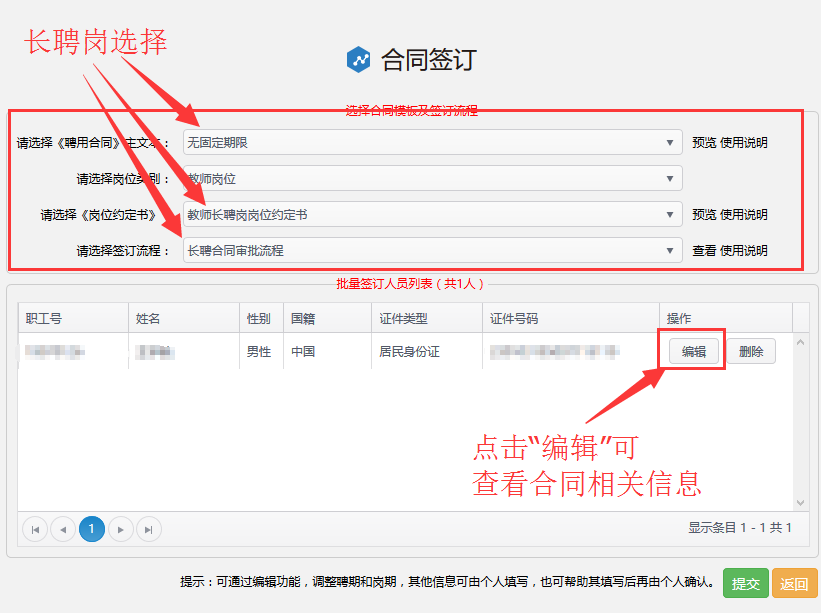 长聘岗选择
合同签订
选择合同模板及签订流程
请选择《聘用合同》主文本： 无固定期限 预览 使用说明
请选择岗位类别： 教师岗位
请选择《岗位约定书》 教师长聘岗岗位约定书 预览 使用说明
请选择签订流程： 长聘合同审批流程 查看 使用说明
批量签订人员列表（共1人）
职工号 姓名 性别 国籍 证件类型 证件号码 操作
男性 中国 居民身份证 编辑 删除
点击“编辑”可
查看合同相关信息
1 显示条目 1 - 1 共 1
提示：可通过编辑功能，调整聘期和岗期，其他信息可由个人填写，也可帮助其填写后再由个人确认。 提交 返回